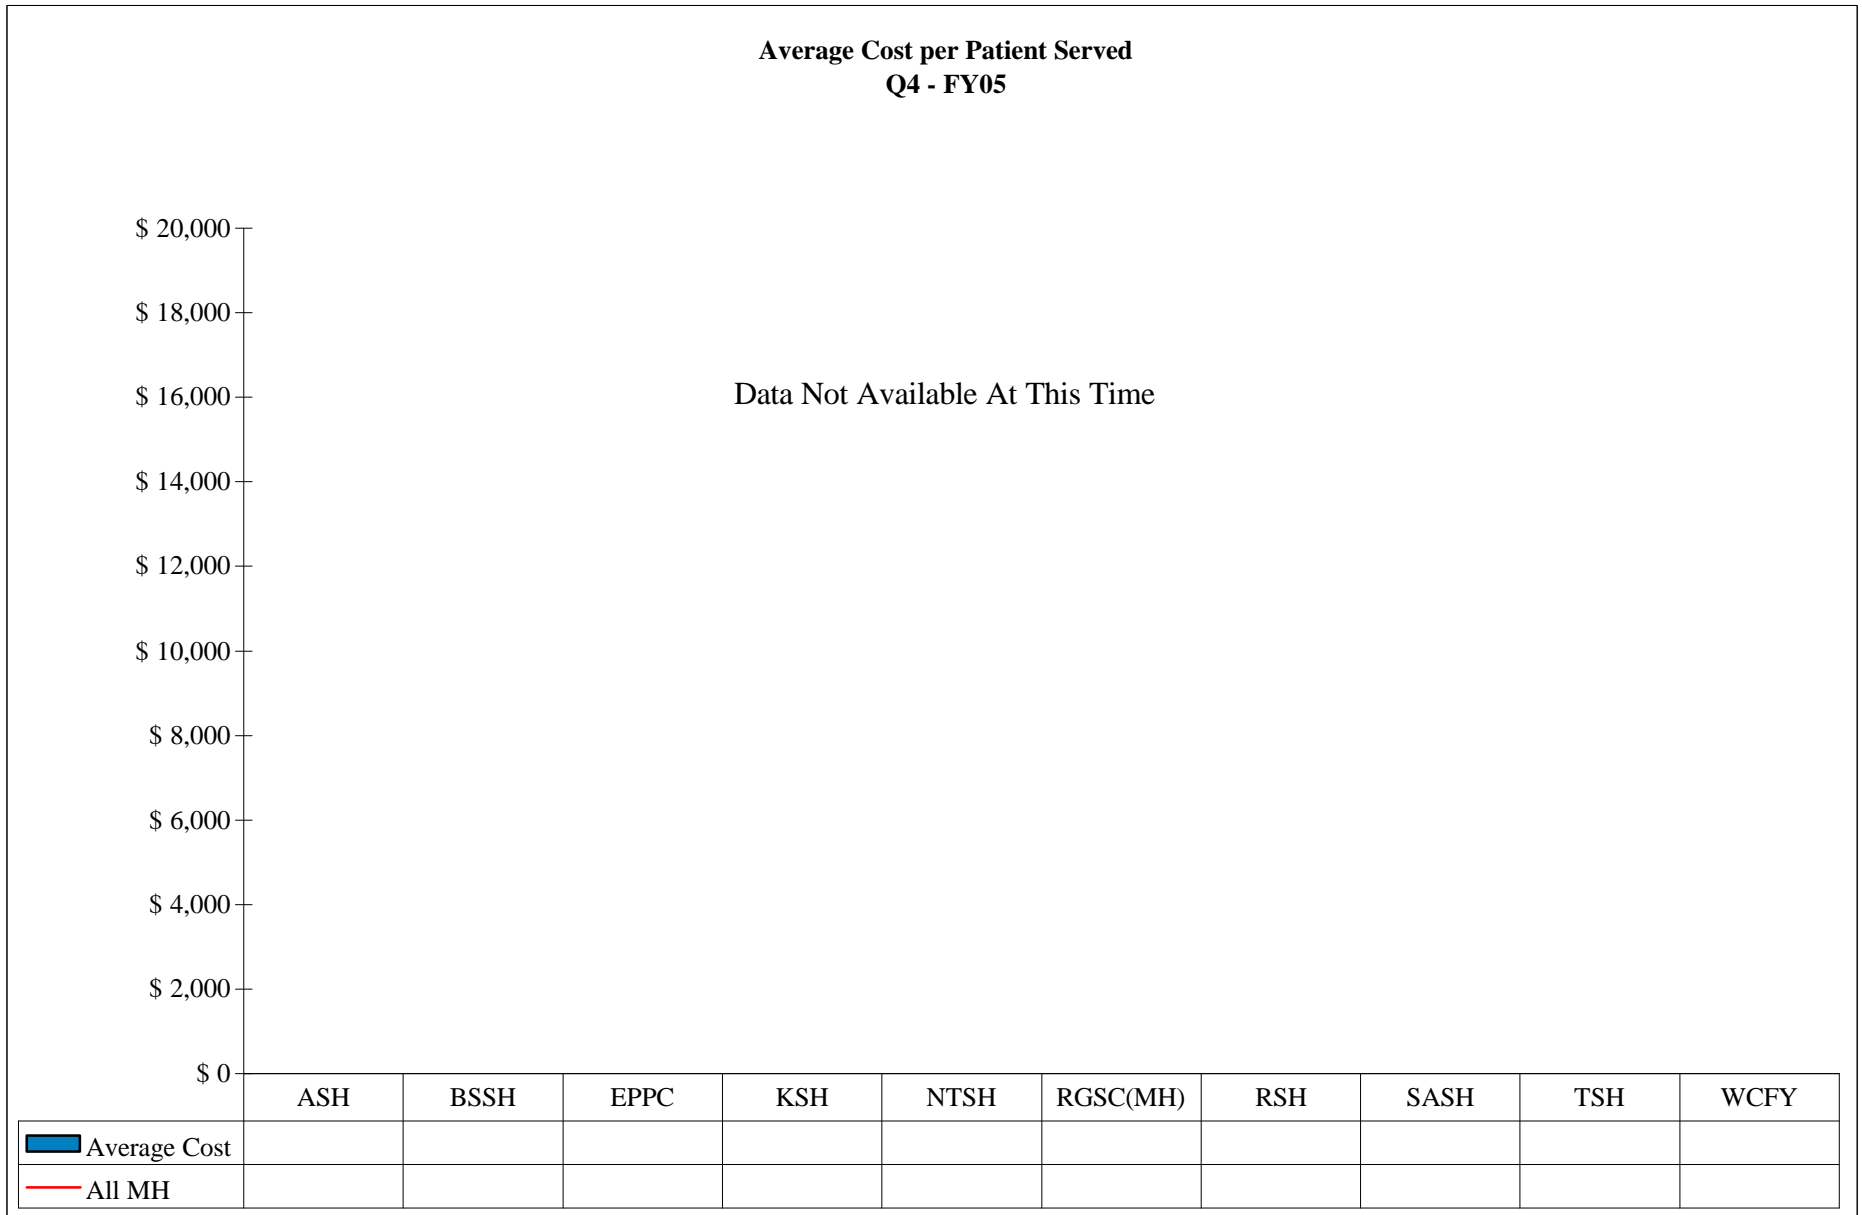 Average Cost per Patient Served
Q4 - FY05
$ 20,000
$ 18,000
$ 16,000
Data Not Available At This Time
$ 14,000
$ 12,000
$ 10,000
$ 8,000
$ 6,000
$ 4,000
$ 2,000
$ 0
ASH BSSH EPPC KSH NTSH RGSC(MH) RSH SASH TSH WCFY
Average Cost
All MH